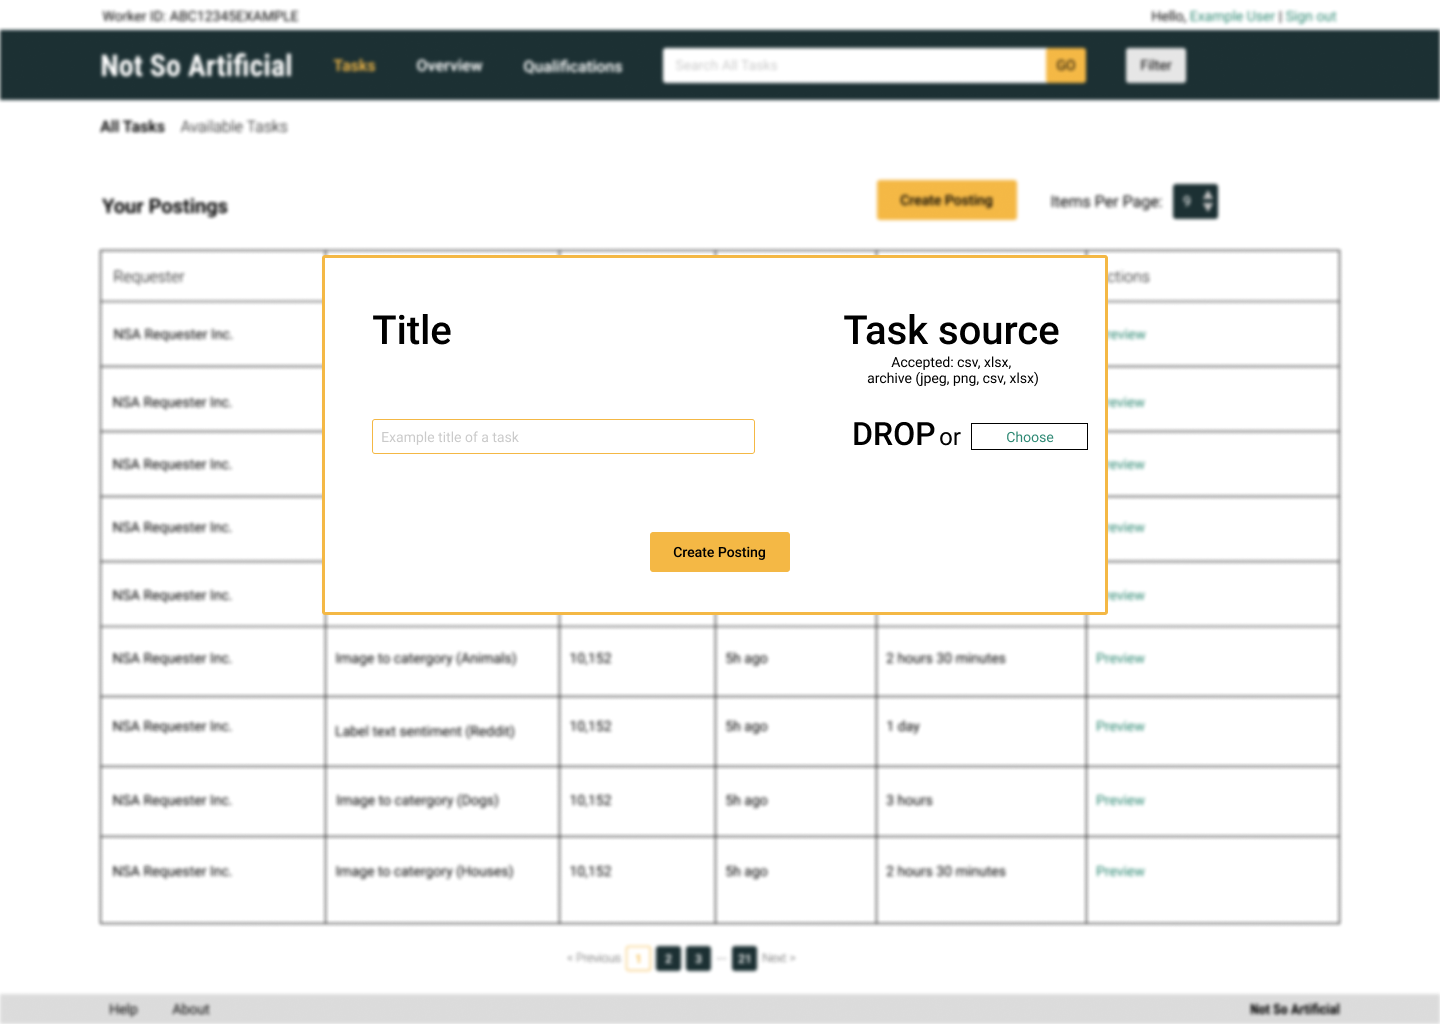 Worker ID: ABC12345EXAMPLE
Hello, Example User | Sign out
Not So Artificial
Tasks
Overview
Qualifications
Search All Tasks
GO
Filter
All Tasks
Available Tasks
Your Postings
Create Posting
Items Per Page:
9
Requester
ctions
NSA Requester Inc.
review
NSA Requester Inc.
review
NSA Requester Inc.
review
NSA Requester Inc.
review
NSA Requester Inc.
review
Title
Task source
Accepted: csv, xlsx,
archive (jpeg, png, csv, xlsx)
Example title of a task
DROP or
Choose
Create Posting
NSA Requester Inc.
Image to catergory (Animals)
10,152
5h ago
2 hours 30 minutes
Preview
NSA Requester Inc.
Label text sentiment (Reddit)
10,152
5h ago
1 day
Preview
NSA Requester Inc.
Image to catergory (Dogs)
10,152
5h ago
3 hours
Preview
NSA Requester Inc.
Image to catergory (Houses)
10,152
5h ago
2 hours 30 minutes
Preview
« Previous 1 2 3 ... 21 Next »
Help
About
Not So Artificial